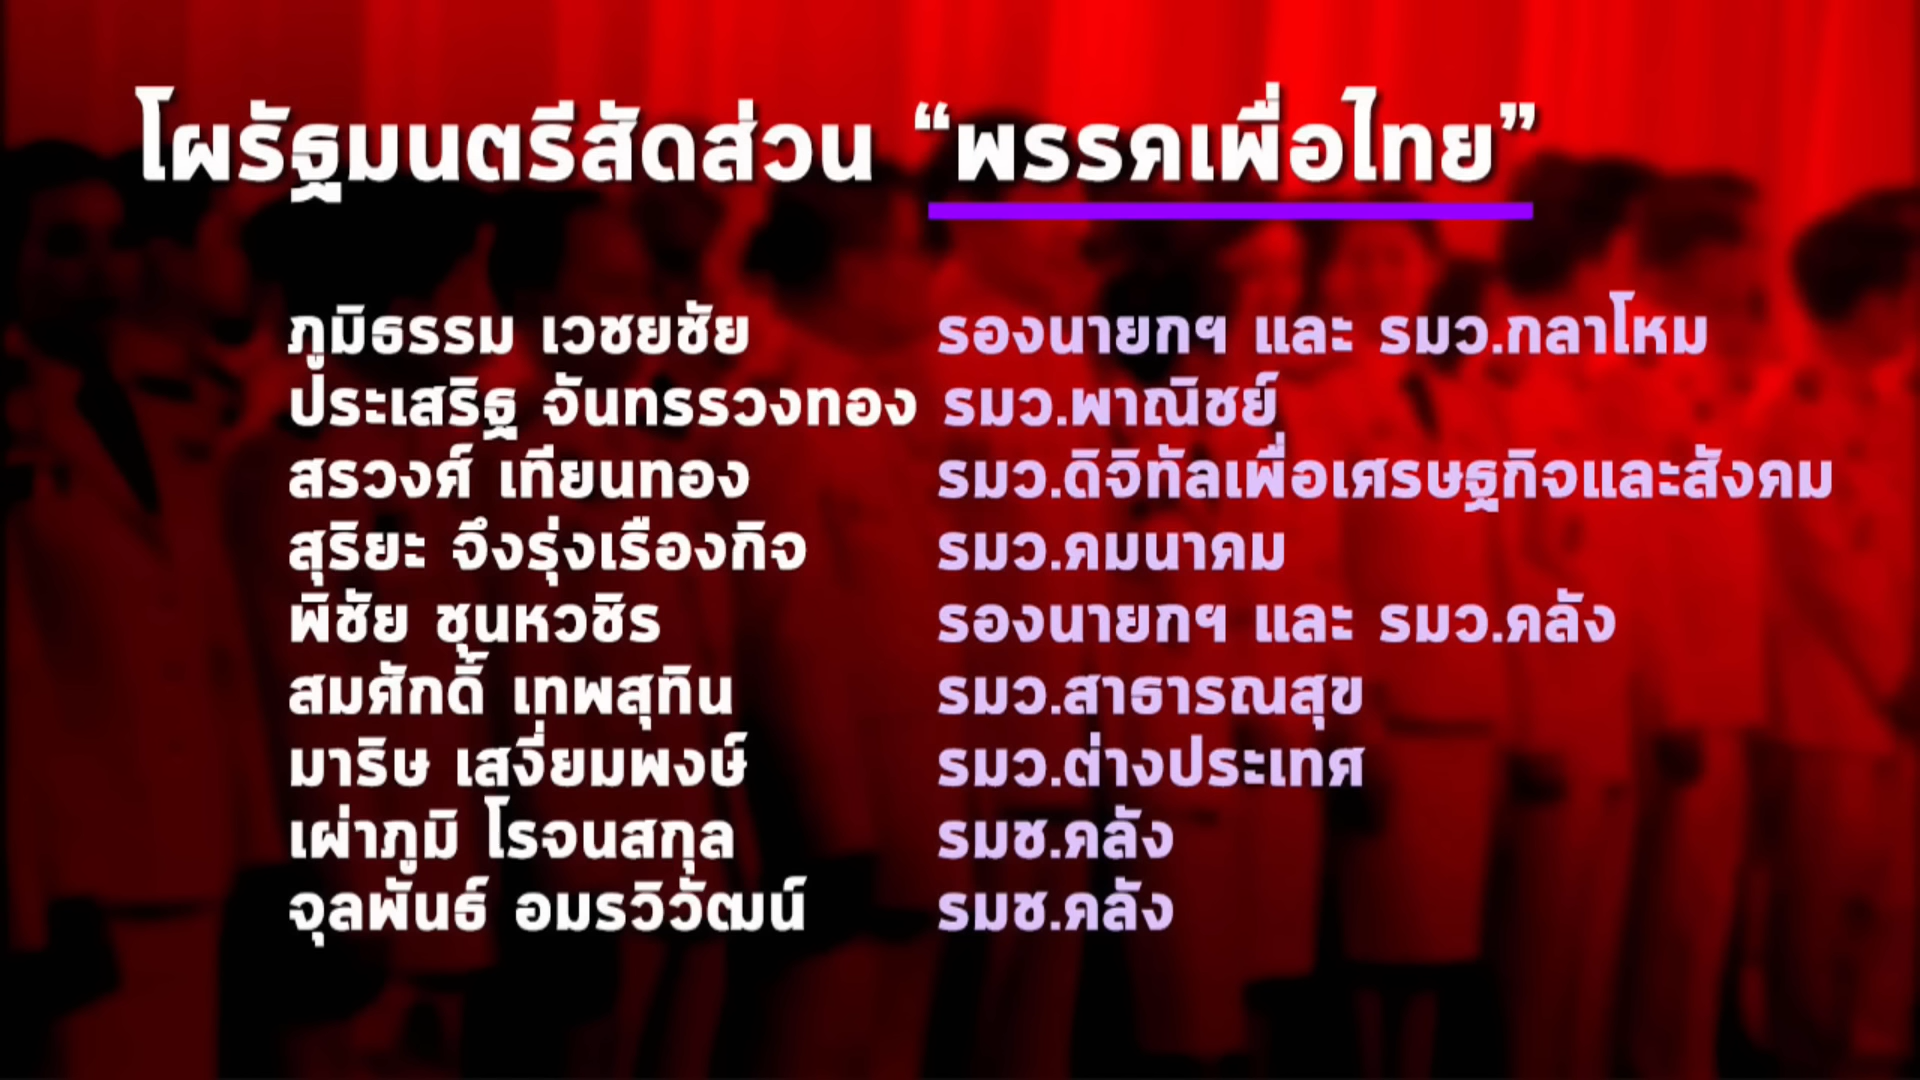 โผรัฐมนตรีสัดส่วน “พรรคเพื่อไทย”
ภูมิธรรม เวชยชัย รองนายกฯ และ รมว.กลาโหม
ประเสริฐ จันทรรวงทอง รมว.พาณิชย์
สรวงศ์ เทียนทอง รมว.ดิจิทัลเพื่อเศรษฐกิจและสังคม
สุริยะ จึงรุ่งเรืองกิจ รมว.คมนาคม
พิชัย ชุนหวชิร รองนายกฯ และ รมว.คลัง
สมศักดิ์ เทพสุทิน รมว.สาธารณสุข
มาริษ เสงี่ยมพงษ์ รมว.ต่างประเทศ
เผ่าภูมิ โรจนสกุล รมช.คลัง
จุลพันธ์ อมรวิวัฒน์ รมช.คลัง